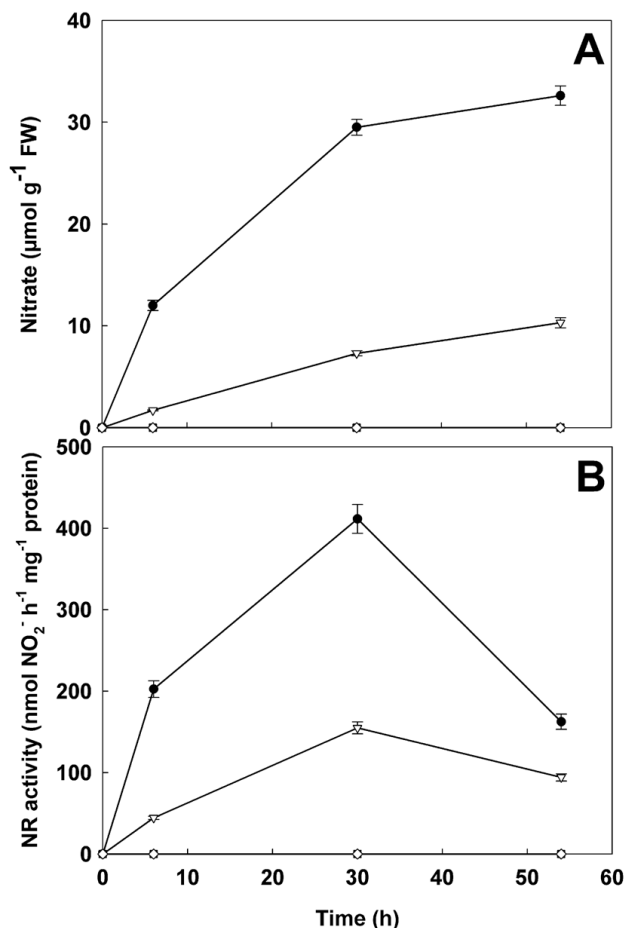 A
40
30
20
10
0
Nitrate (µmol g⁻¹ FW)
B
500
400
300
200
100
0
NR activity (nmol NO₂⁻ h⁻¹ mg⁻¹ protein)
0 10 20 30 40 50 60
Time (h)